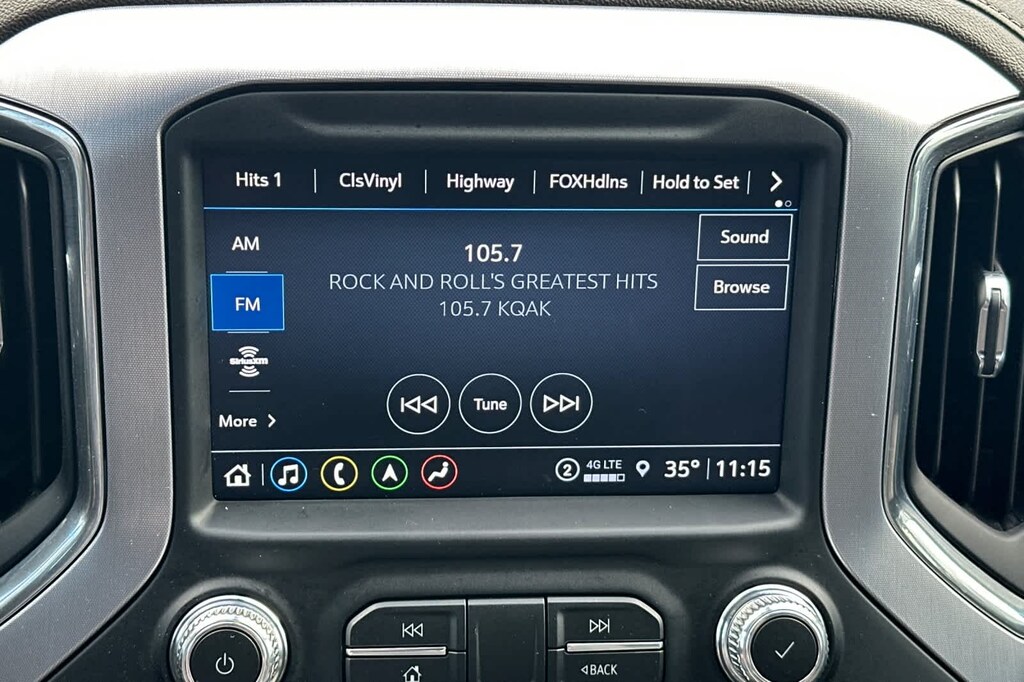 Hits 1 ClsVinyl Highway FOXHdlns Hold to Set
AM
105.7
Sound
ROCK AND ROLL'S GREATEST HITS
Browse
FM
105.7 KQAK
SiriusXM
Tune
More
2 4G LTE 35° 11:15
BACK